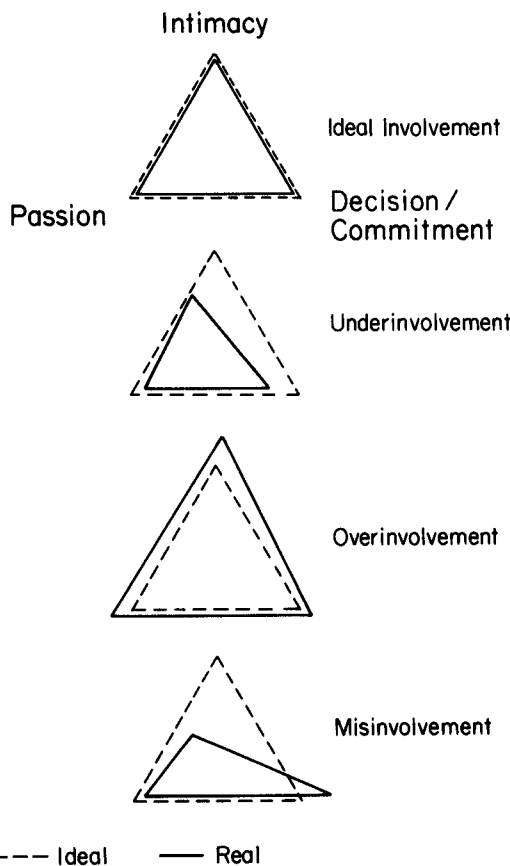 Intimacy
Ideal Involvement
Passion
Decision /
Commitment
Underinvolvement
Overinvolvement
Misinvolvement
Ideal
Real